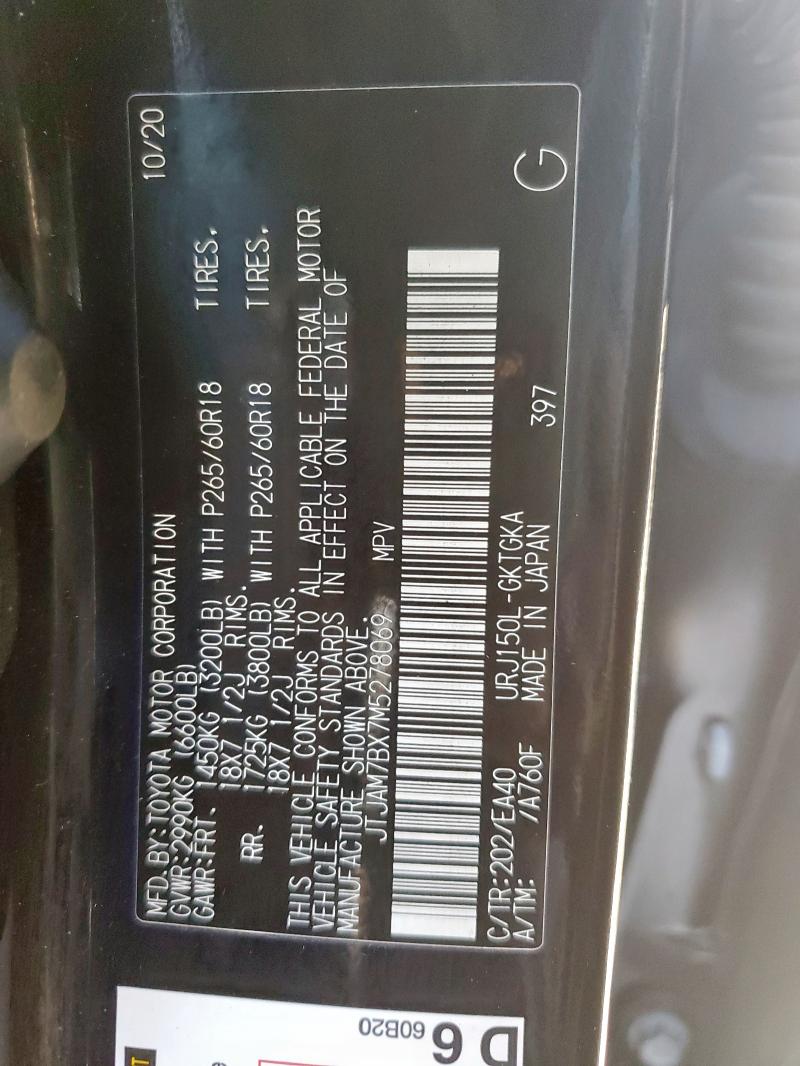 MFD.BY:TOYOTA MOTOR CORPORATION 10/20
GVWR:2990KG (6600LB)
GAWR:FRT. 1450KG (3200LB) WITH P265/60R18 TIRES.
18X7 1/2J RIMS.
RR. 1725KG (3800LB) WITH P265/60R18 TIRES.
18X7 1/2J RIMS.
THIS VEHICLE CONFORMS TO ALL APPLICABLE FEDERAL MOTOR
VEHICLE SAFETY STANDARDS IN EFFECT ON THE DATE OF
MANUFACTURE SHOWN ABOVE.
JTJAM7BX7M5278069 MPV
C/TR:202/EA40 URJ150L-GKTGKA
A/TM: /A760F MADE IN JAPAN 397 G
60B20
D 6